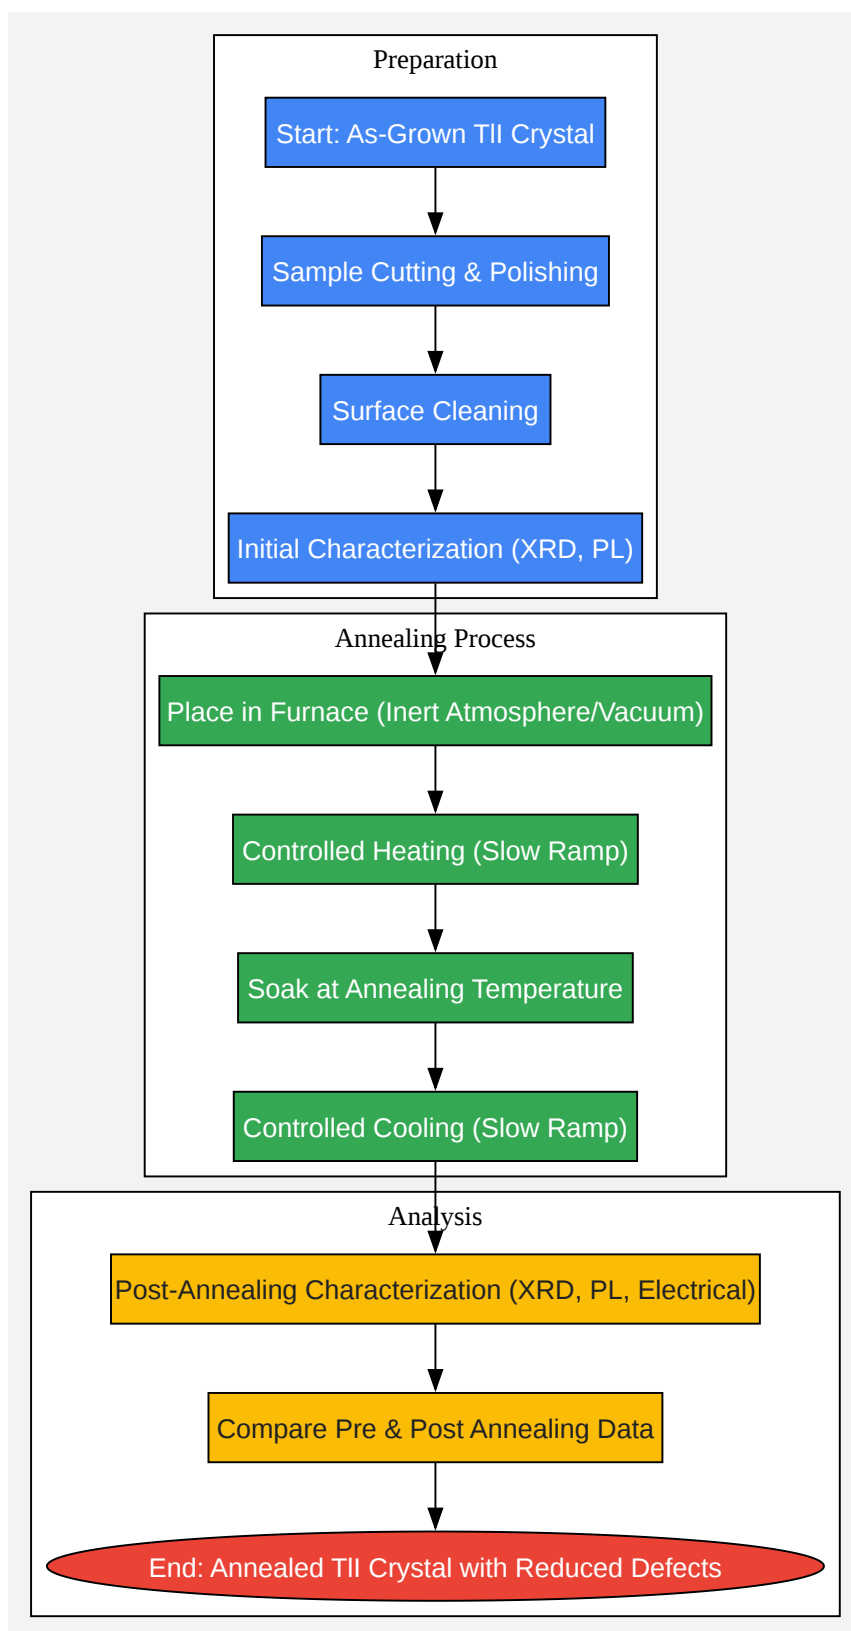 Preparation
Start: As-Grown TlI Crystal
Sample Cutting & Polishing
Surface Cleaning
Initial Characterization (XRD, PL)
Annealing Process
Place in Furnace (Inert Atmosphere/Vacuum)
Controlled Heating (Slow Ramp)
Soak at Annealing Temperature
Controlled Cooling (Slow Ramp)
Analysis
Post-Annealing Characterization (XRD, PL, Electrical)
Compare Pre & Post Annealing Data
End: Annealed TlI Crystal with Reduced Defects